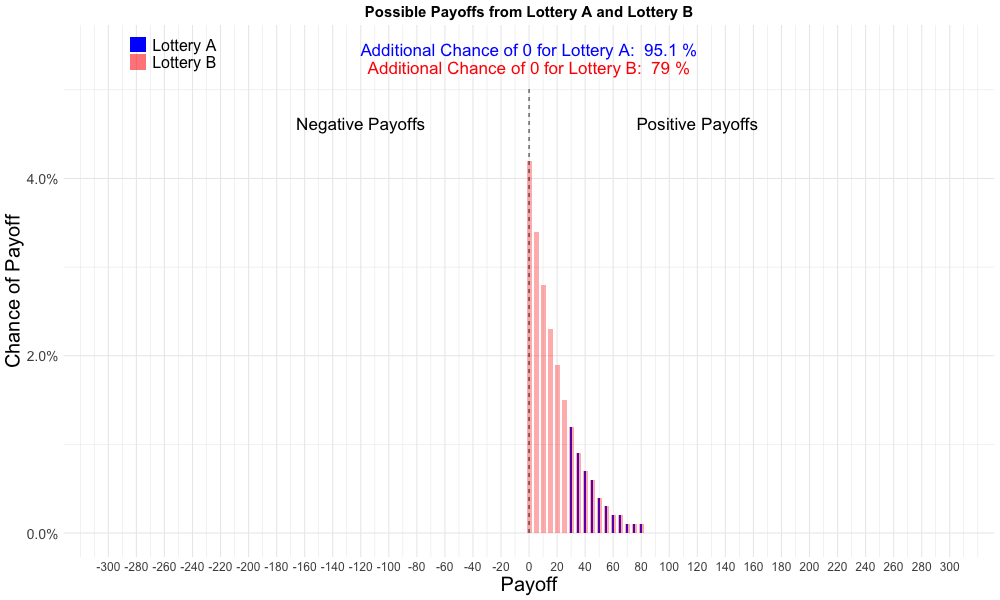 Possible Payoffs from Lottery A and Lottery B
Lottery A
Lottery B
Additional Chance of 0 for Lottery A:  95.1 %
Additional Chance of 0 for Lottery B:  79 %
Negative Payoffs
Positive Payoffs
Chance of Payoff
4.0%
2.0%
0.0%
-300 -280 -260 -240 -220 -200 -180 -160 -140 -120 -100 -80 -60 -40 -20 0 20 40 60 80 100 120 140 160 180 200 220 240 260 280 300
Payoff